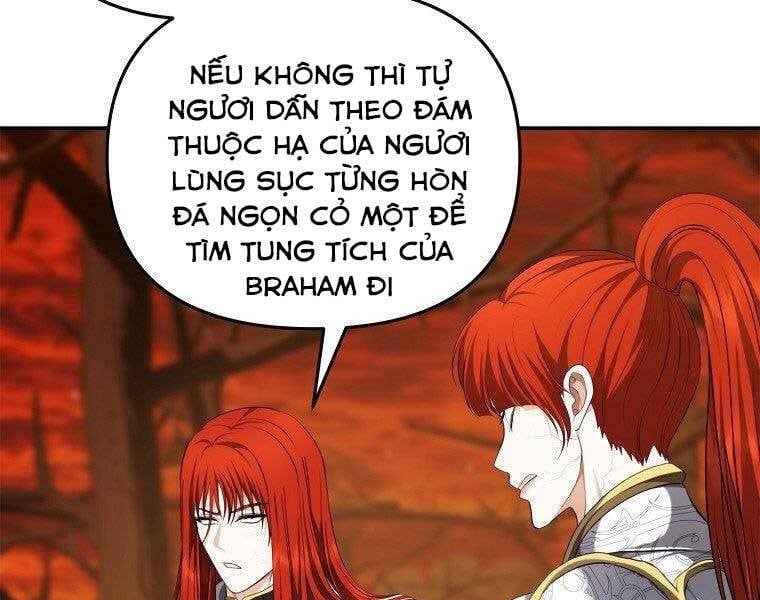 NẾU KHÔNG THÌ TỰ
NGƯƠI DẪN THEO ĐÁM
THUỘC HẠ CỦA NGƯƠI
LÙNG SỤC TỪNG HÒN
ĐÁ NGỌN CỎ MỘT ĐỂ
TÌM TUNG TÍCH CỦA
BRAHAM ĐI